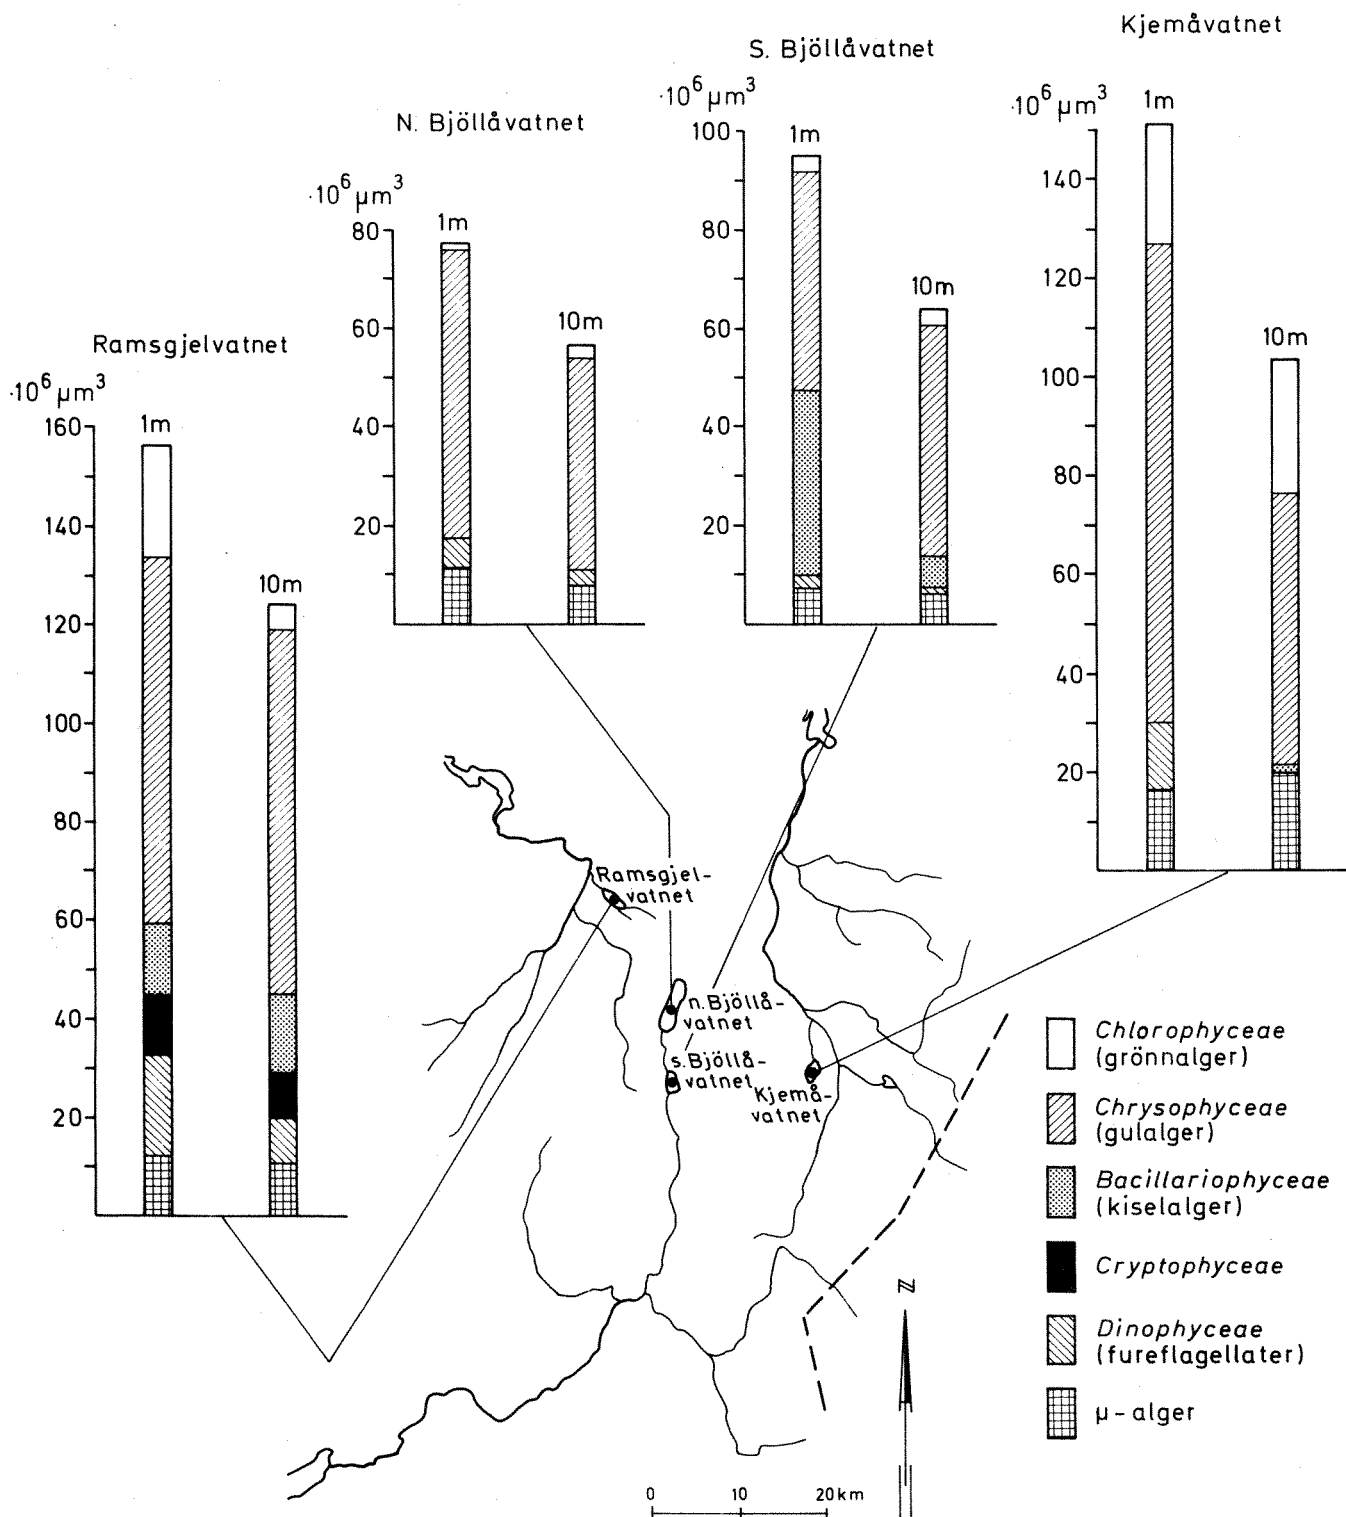 Kjemåvatnet
·10⁶ µm³
1m
140
120
10m
100
80
60
40
20
S. Bjöllåvatnet
·10⁶ µm³
100
1m
80
10m
60
40
20
N. Bjöllåvatnet
·10⁶ µm³
80
1m
60
10m
40
20
Ramsgjelvatnet
·10⁶ µm³
160
1m
140
10m
120
100
80
60
40
20
Ramsgjel-
vatnet
n.Bjöllå-
vatnet
s.Bjöllå-
vatnet
Kjemå-
vatnet
Chlorophyceae
(grönnalger)
Chrysophyceae
(gulalger)
Bacillariophyceae
(kiselalger)
Cryptophyceae
Dinophyceae
(fureflagellater)
µ-alger
N
0 10 20 km